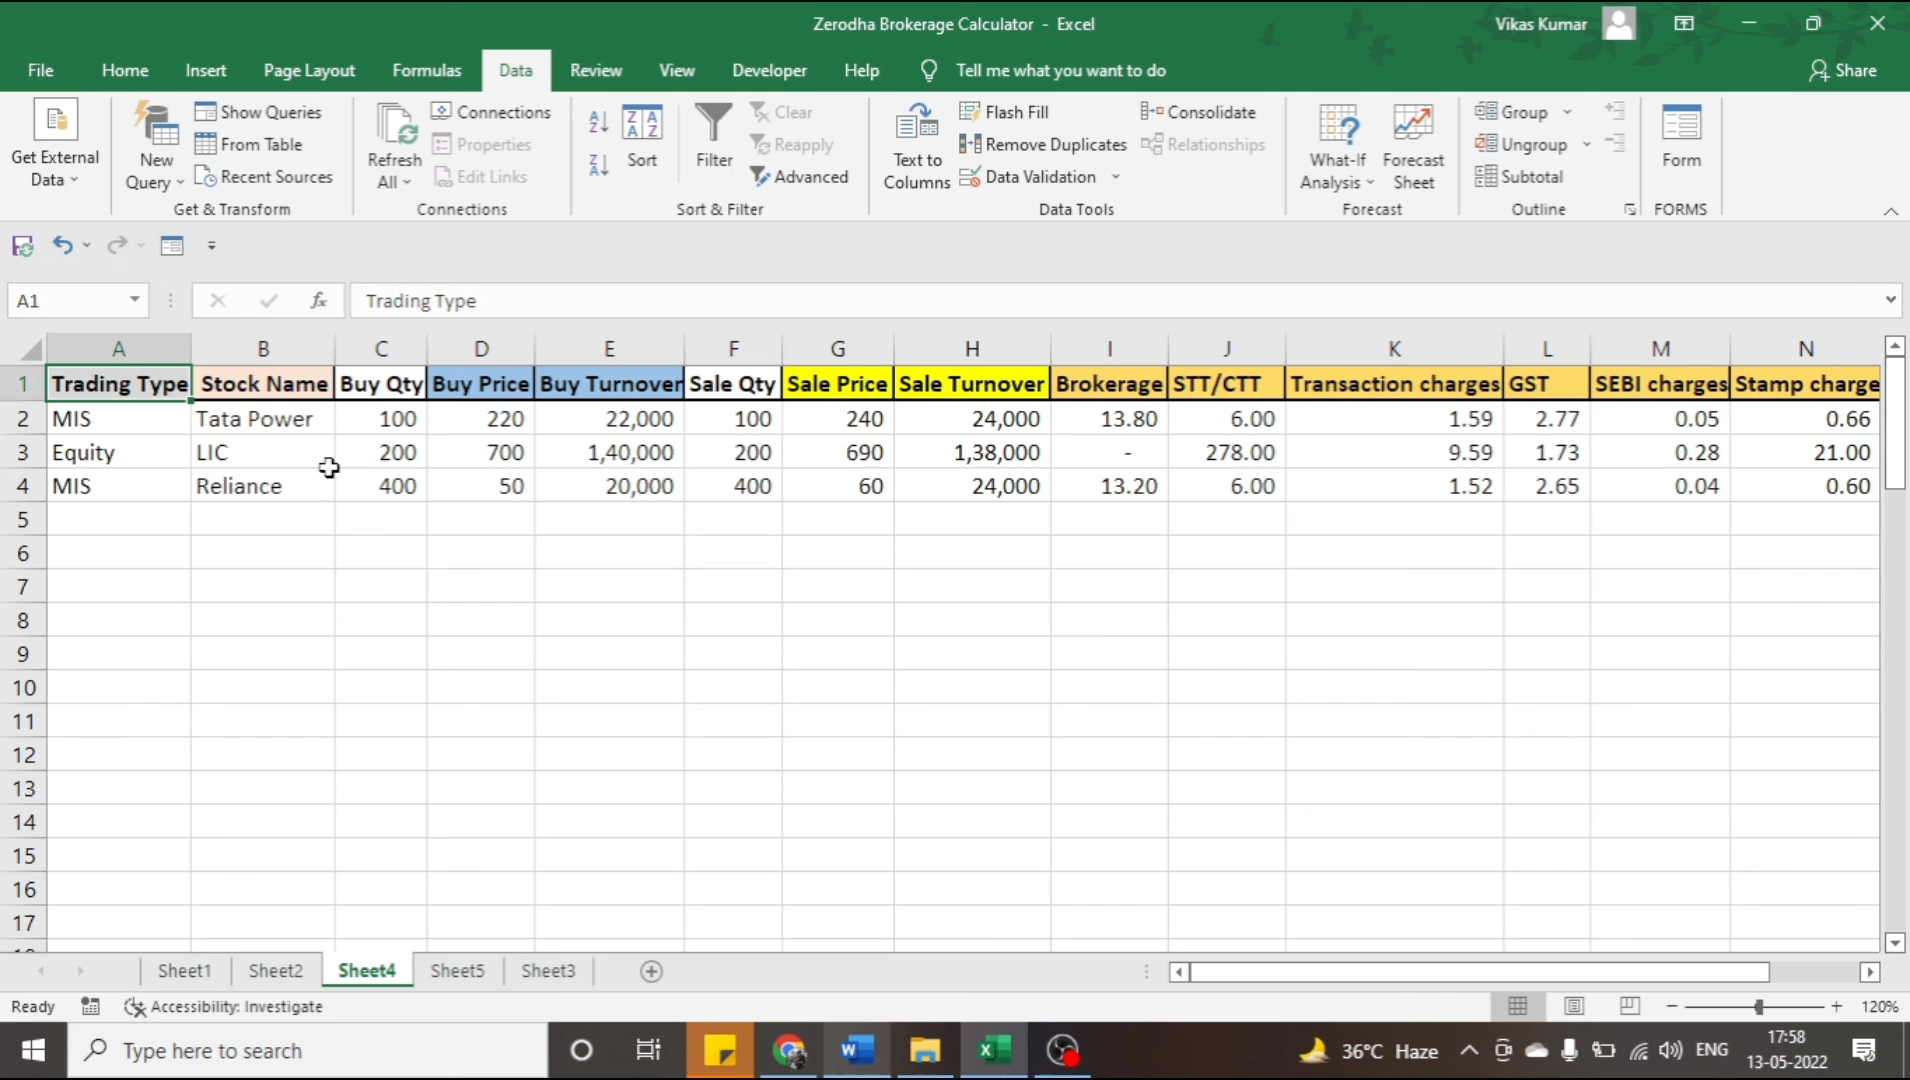 Zerodha Brokerage Calculator - Excel
Vikas Kumar
File Home Insert Page Layout Formulas Data Review View Developer Help Tell me what you want to do Share
Get External Data
New Query
Show Queries
From Table
Recent Sources
Get & Transform
Refresh All
Connections
Properties
Edit Links
Connections
Sort
Filter
Clear
Reapply
Advanced
Sort & Filter
Text to Columns
Flash Fill
Remove Duplicates
Data Validation
Consolidate
Relationships
Data Tools
What-If Analysis
Forecast Sheet
Forecast
Group
Ungroup
Subtotal
Outline
Form
FORMS
A1 fx Trading Type
A B C D E F G H I J K L M N
1 Trading Type Stock Name Buy Qty Buy Price Buy Turnover Sale Qty Sale Price Sale Turnover Brokerage STT/CTT Transaction charges GST SEBI charges Stamp charge
2 MIS Tata Power 100 220 22,000 100 240 24,000 13.80 6.00 1.59 2.77 0.05 0.66
3 Equity LIC 200 700 1,40,000 200 690 1,38,000 - 278.00 9.59 1.73 0.28 21.00
4 MIS Reliance 400 50 20,000 400 60 24,000 13.20 6.00 1.52 2.65 0.04 0.60
5
6
7
8
9
10
11
12
13
14
15
16
17
Sheet1 Sheet2 Sheet4 Sheet5 Sheet3
Ready Accessibility: Investigate 120%
Type here to search 36°C Haze ENG 17:58
13-05-2022